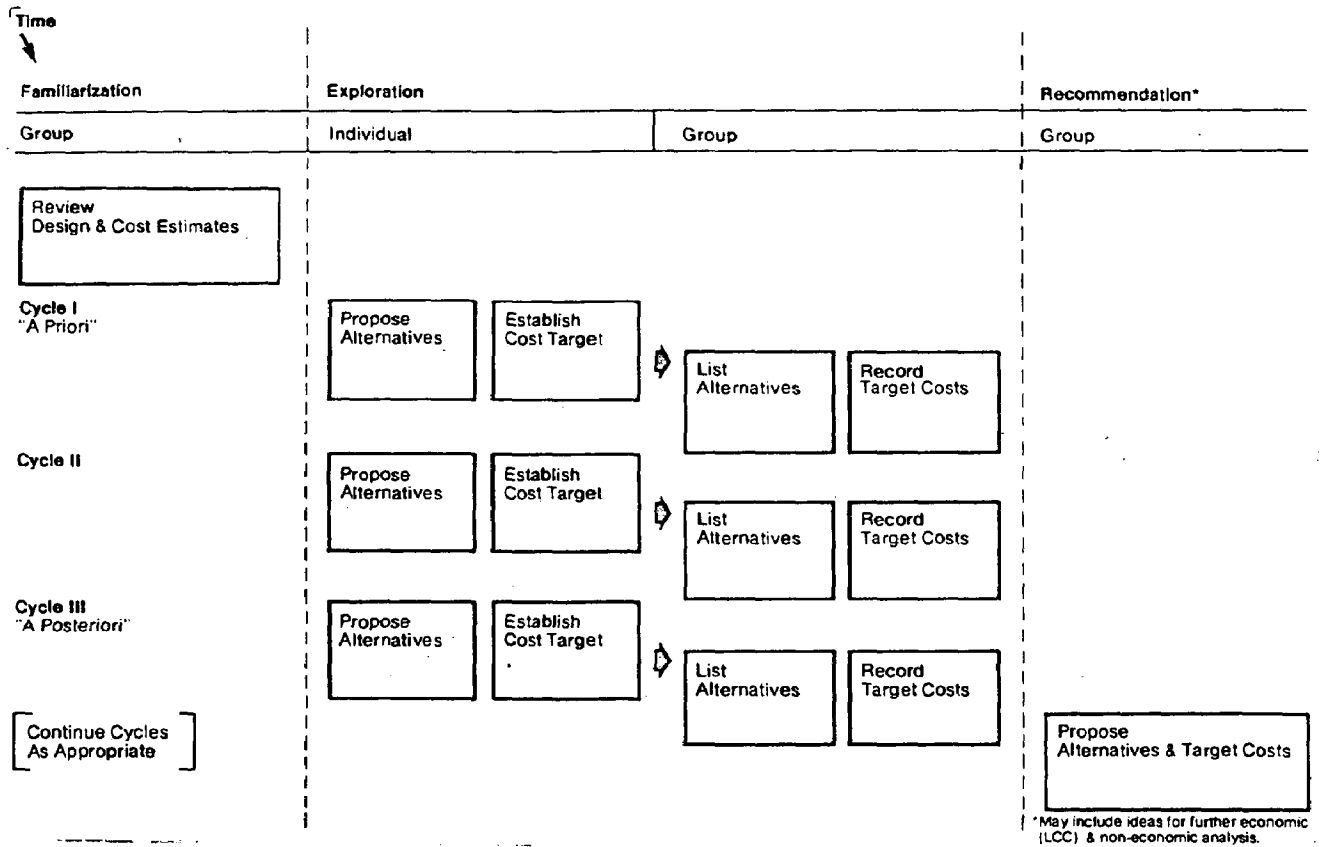 Time
Familiarization
Exploration
Recommendation*
Group
Individual
Group
Group
Review
Design & Cost Estimates
Cycle I
"A Priori"
Propose
Alternatives
Establish
Cost Target
List
Alternatives
Record
Target Costs
Cycle II
Propose
Alternatives
Establish
Cost Target
List
Alternatives
Record
Target Costs
Cycle III
"A Posteriori"
Propose
Alternatives
Establish
Cost Target
List
Alternatives
Record
Target Costs
Continue Cycles
As Appropriate
Propose
Alternatives & Target Costs
*May include ideas for further economic
(LCC) & non-economic analysis.